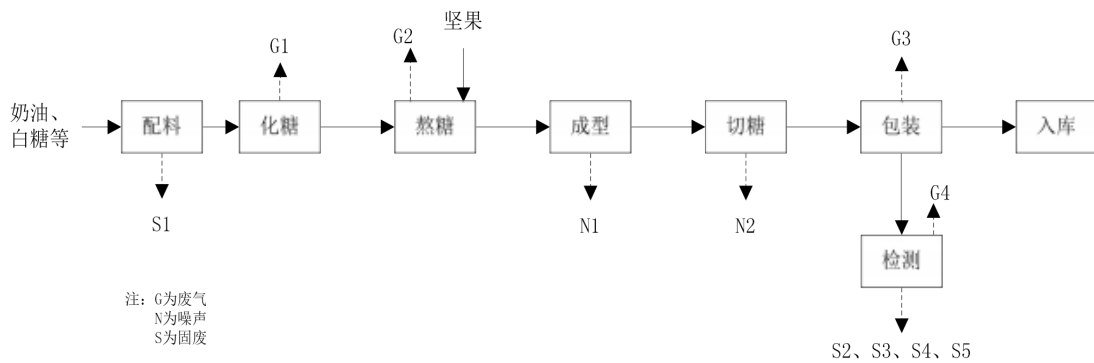 坚果
G1
G2
G3
奶油、
白糖等
配料
化糖
熬糖
成型
切糖
包装
入库
S1
N1
N2
G4
检测
注：G为废气
N为噪声
S为固废
S2、S3、S4、S5